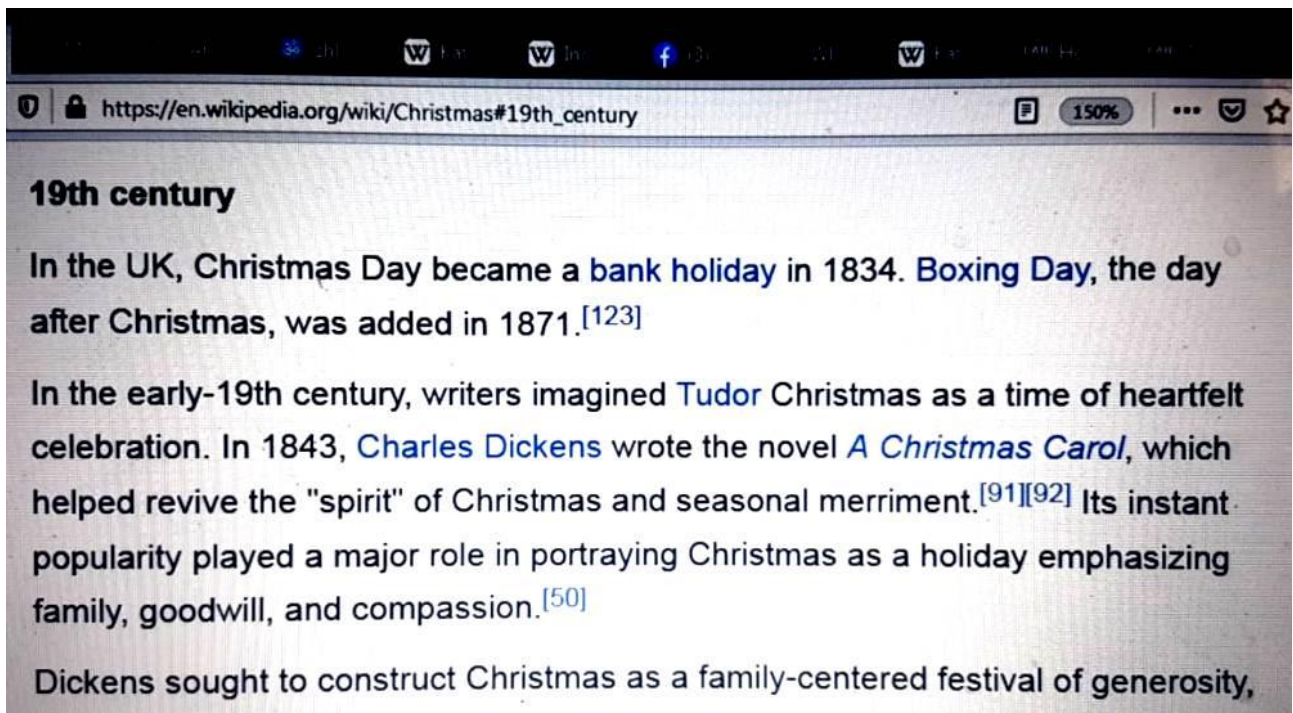 https://en.wikipedia.org/wiki/Christmas#19th_century 150%
19th century
In the UK, Christmas Day became a bank holiday in 1834. Boxing Day, the day
after Christmas, was added in 1871.[123]
In the early-19th century, writers imagined Tudor Christmas as a time of heartfelt
celebration. In 1843, Charles Dickens wrote the novel A Christmas Carol, which
helped revive the "spirit" of Christmas and seasonal merriment.[91][92] Its instant
popularity played a major role in portraying Christmas as a holiday emphasizing
family, goodwill, and compassion.[50]
Dickens sought to construct Christmas as a family-centered festival of generosity,